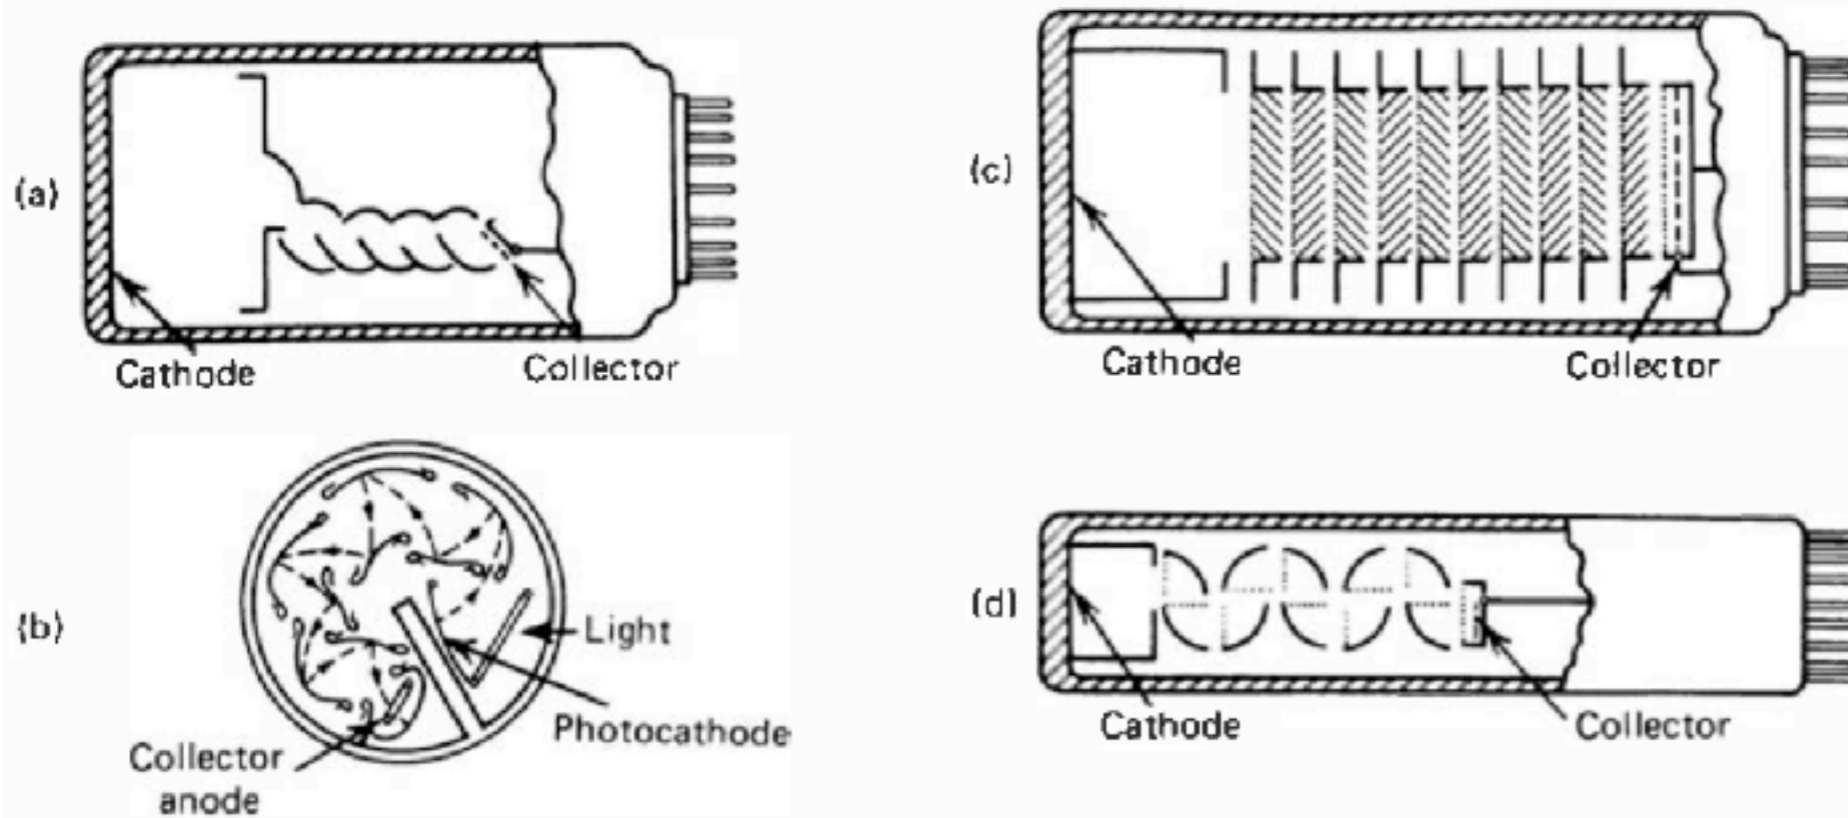 (a)
Cathode
Collector
(b)
Light
Photocathode
Collector
anode
(c)
Cathode
Collector
(d)
Cathode
Collector